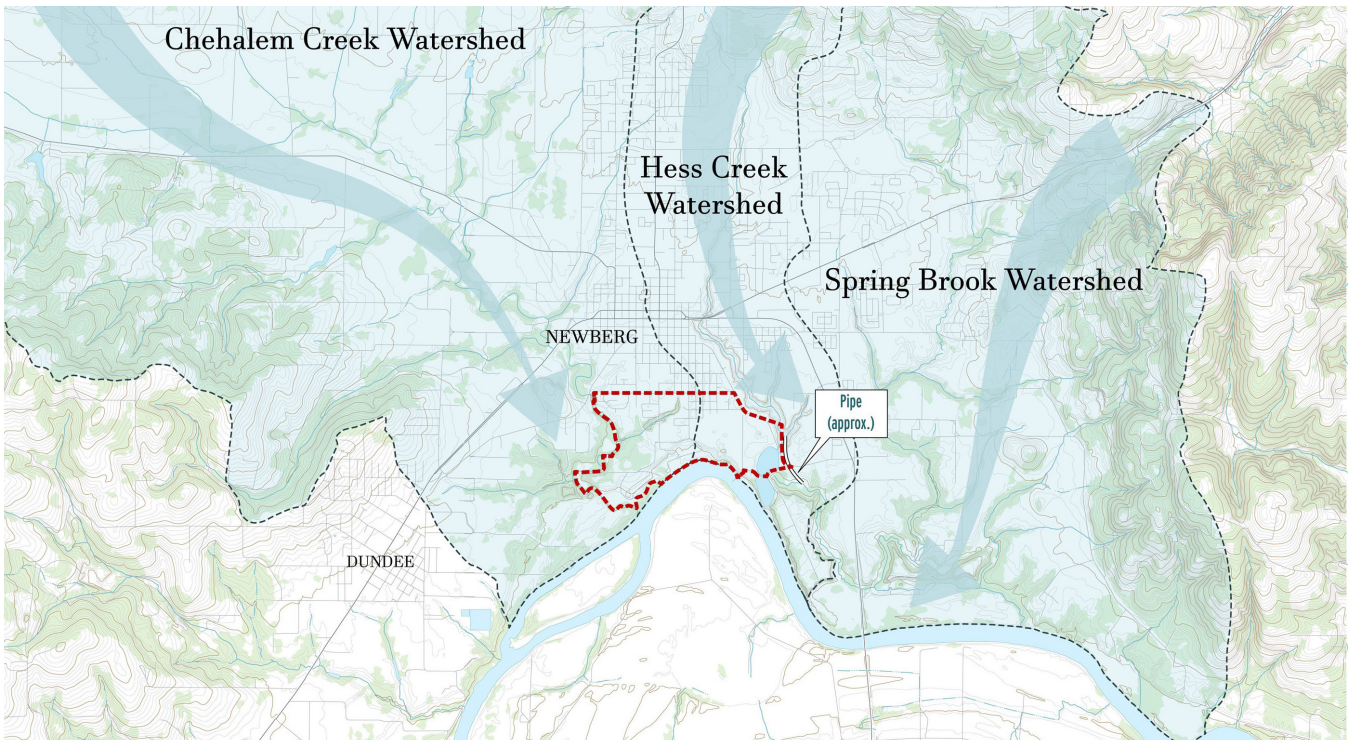 Chehalem Creek Watershed
Hess Creek
Watershed
Spring Brook Watershed
NEWBERG
Pipe
(approx.)
DUNDEE